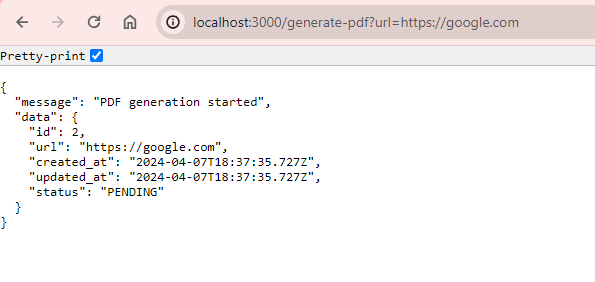 localhost:3000/generate-pdf?url=https://google.com
Pretty-print
{
  "message": "PDF generation started",
  "data": {
    "id": 2,
    "url": "https://google.com",
    "created_at": "2024-04-07T18:37:35.727Z",
    "updated_at": "2024-04-07T18:37:35.727Z",
    "status": "PENDING"
  }
}